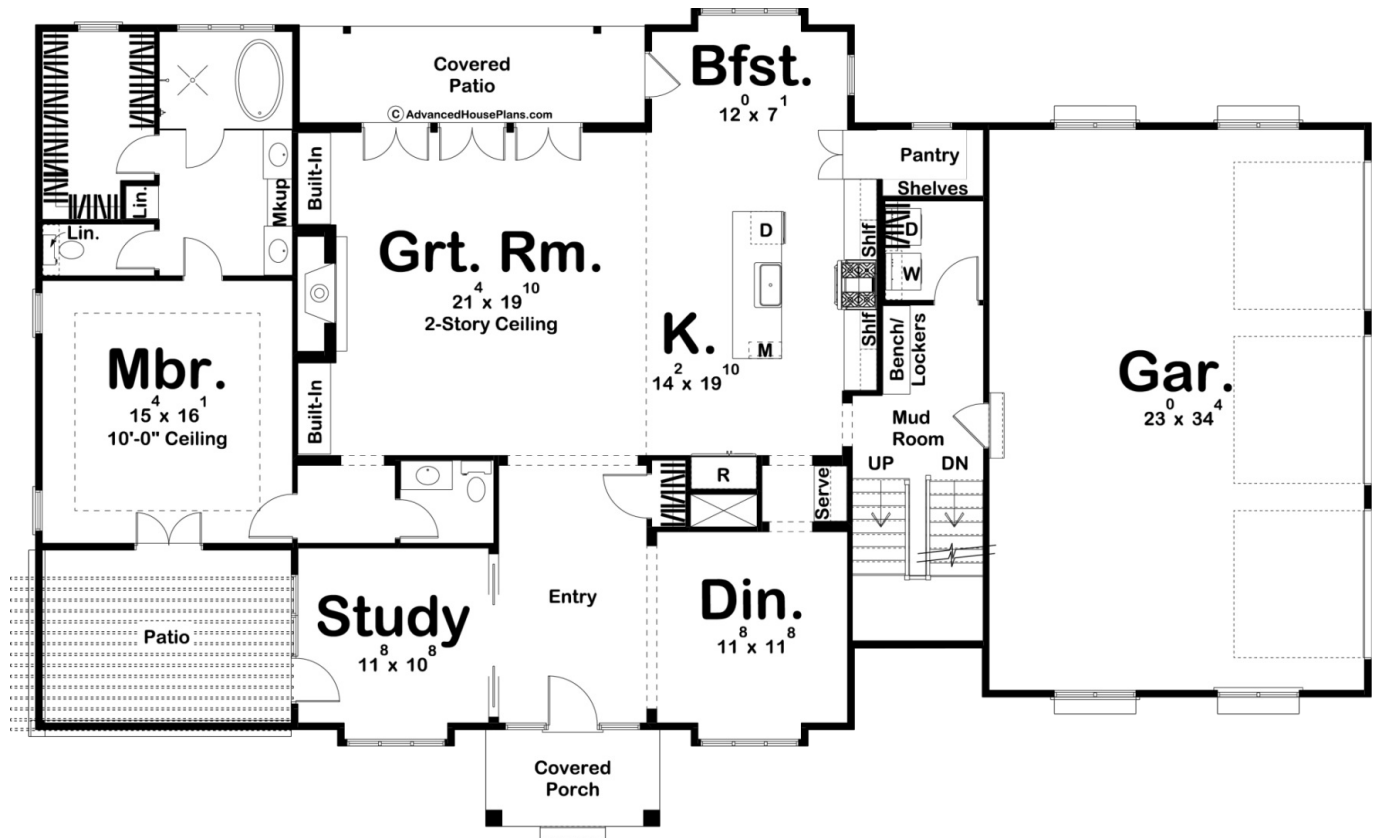 Covered
Patio
© AdvancedHousePlans.com
Bfst.
12⁰ x 7¹
Pantry
Shelves
Built-In
Lin.
Mkup
Lin.
Grt. Rm.
21⁴ x 19¹⁰
2-Story Ceiling
D
Shlf
D
W
K.
14² x 19¹⁰
M
Shlf
Bench/
Lockers
Gar.
23⁰ x 34⁴
Mbr.
15⁴ x 16¹
10'-0" Ceiling
Built-In
Mud
Room
UP
DN
R
Serve
Patio
Study
11⁸ x 10⁸
Entry
Din.
11⁸ x 11⁸
Covered
Porch